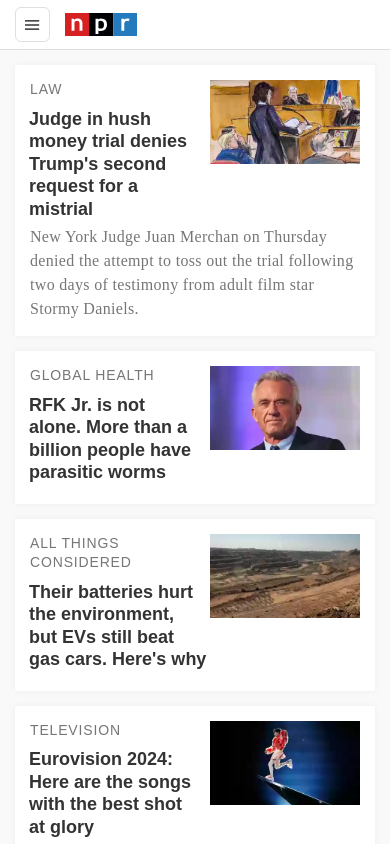 npr
LAW
Judge in hush
money trial denies
Trump's second
request for a
mistrial
New York Judge Juan Merchan on Thursday
denied the attempt to toss out the trial following
two days of testimony from adult film star
Stormy Daniels.
GLOBAL HEALTH
RFK Jr. is not
alone. More than a
billion people have
parasitic worms
ALL THINGS
CONSIDERED
Their batteries hurt
the environment,
but EVs still beat
gas cars. Here's why
TELEVISION
Eurovision 2024:
Here are the songs
with the best shot
at glory